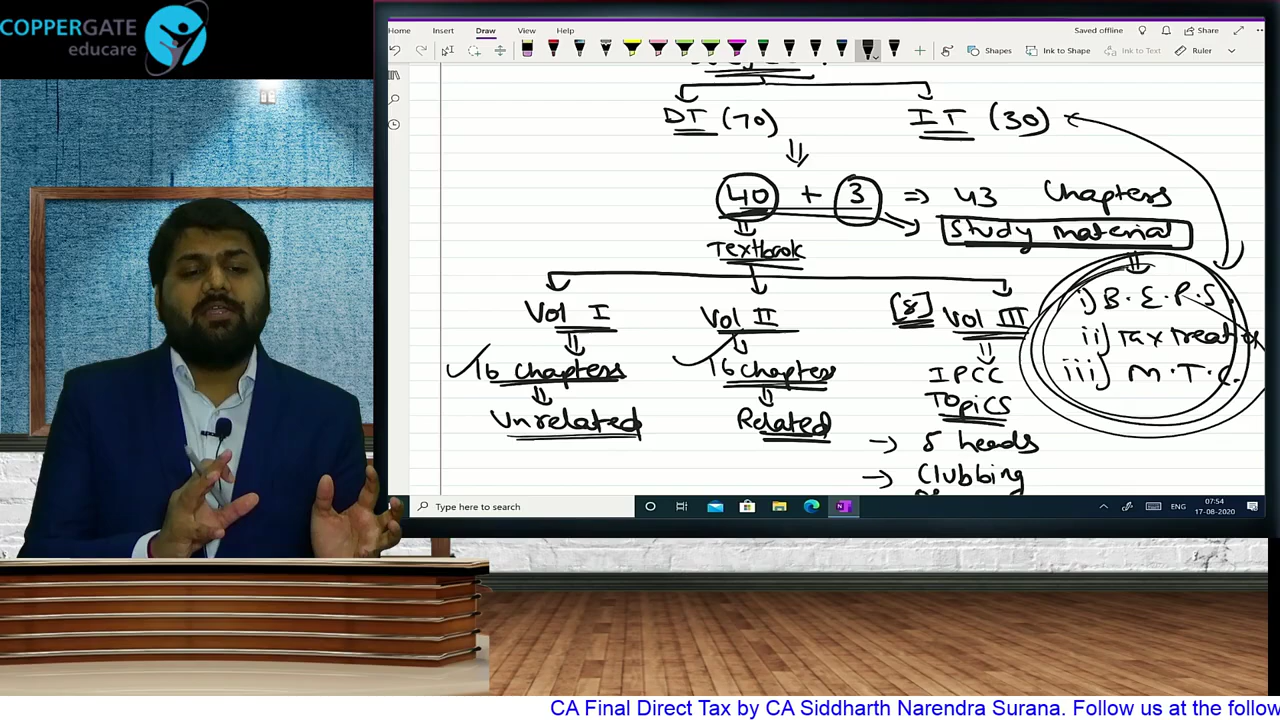 COPPERGATE
educare
Home Insert Draw View Help
Saved offline
Share
Shapes
Ink to Shape
Ink to Text
Ruler
DT (70)
IT (30)
40 + 3 ⇒ 43 Chapters
Study material
Textbook
Vol I
Vol II
[8] Vol III
i) B.E.P.S.
ii) Tax Treat
iii) M.T.C.
16 chapters
16 chapters
IPCC
Topics
Unrelated
Related
→ 5 heads
→ Clubbing
Type here to search
ENG
07:54
17-08-2020
CA Final Direct Tax by CA Siddharth Narendra Surana. Follow us at the follow